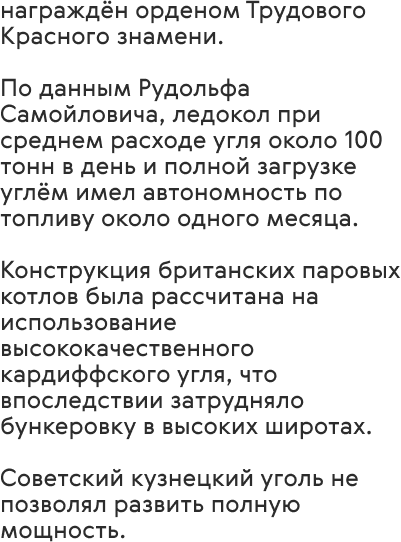 награждён орденом Трудового
Красного знамени.
По данным Рудольфа
Самойловича, ледокол при
среднем расходе угля около 100
тонн в день и полной загрузке
углём имел автономность по
топливу около одного месяца.
Конструкция британских паровых
котлов была рассчитана на
использование
высококачественного
кардиффского угля, что
впоследствии затрудняло
бункеровку в высоких широтах.
Советский кузнецкий уголь не
позволял развить полную
мощность.